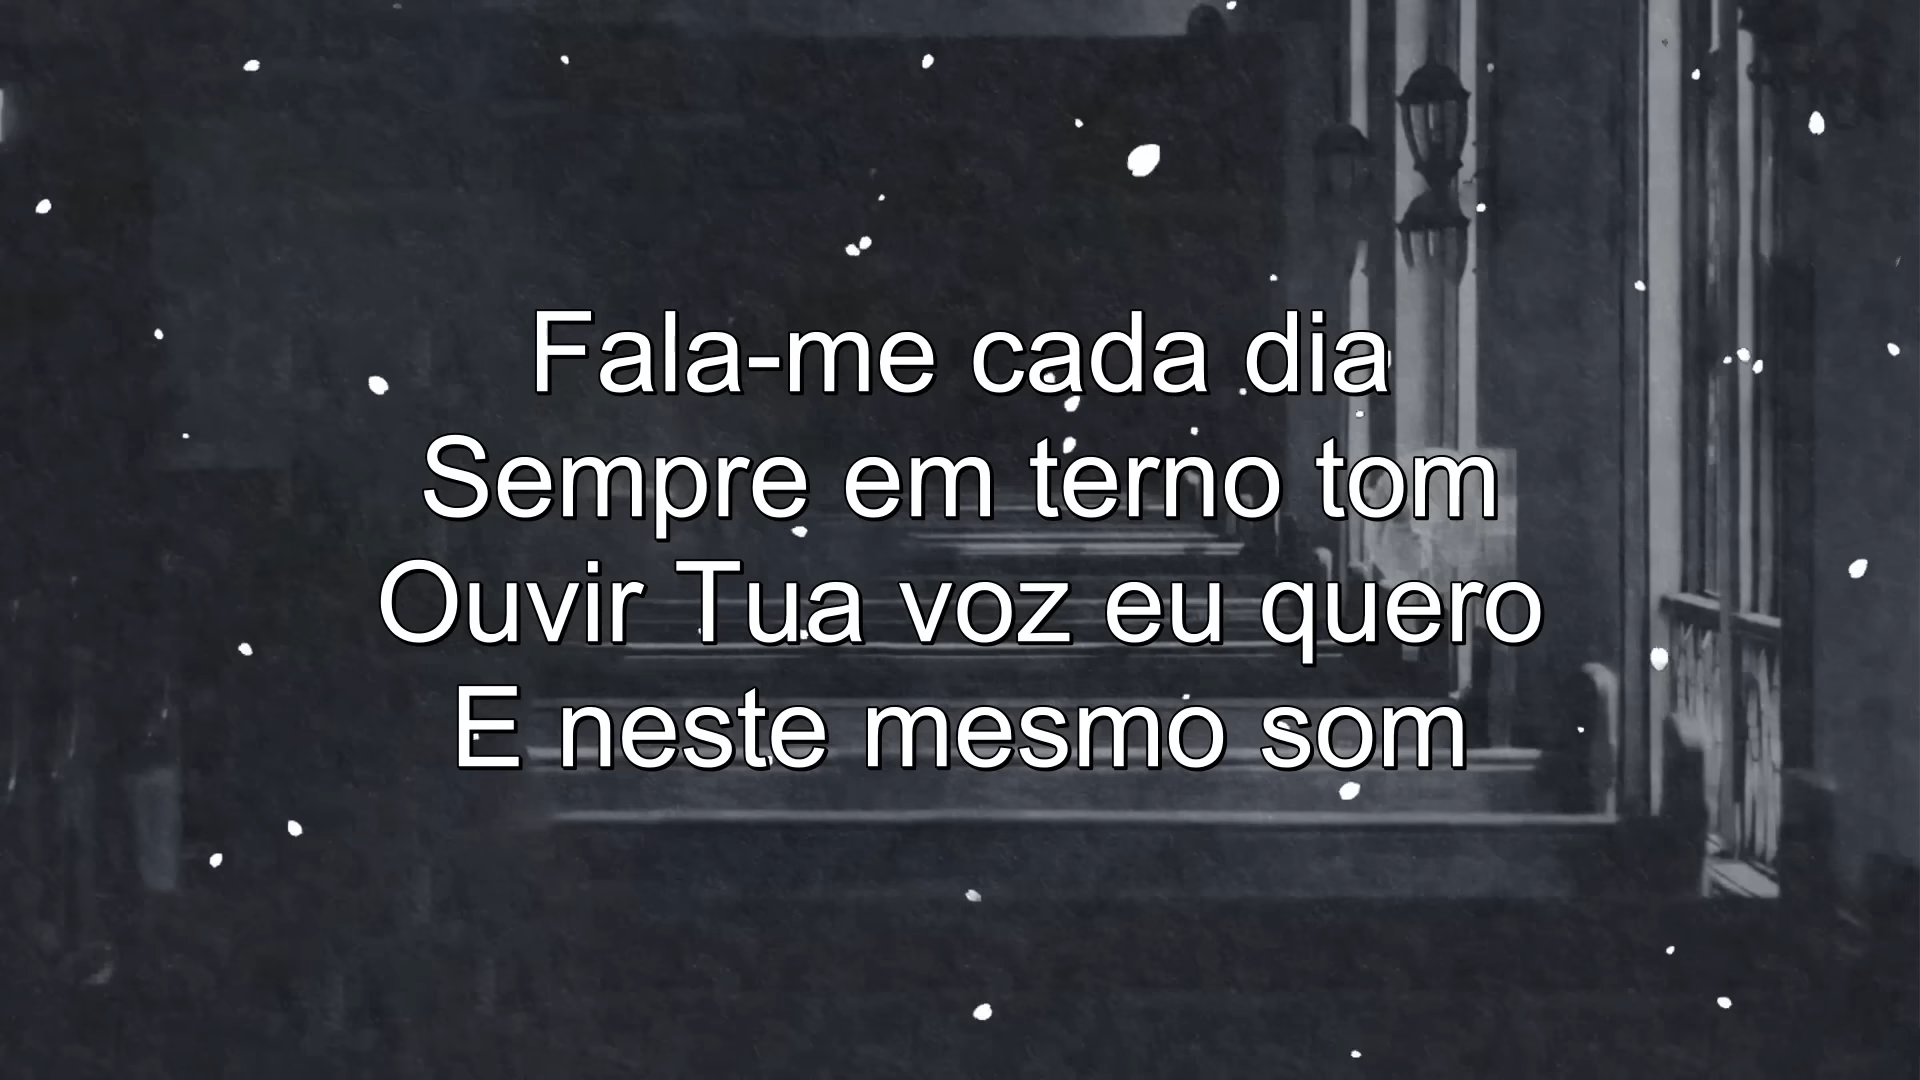 Fala-me cada dia
Sempre em terno tom
Ouvir Tua voz eu quero
E neste mesmo som